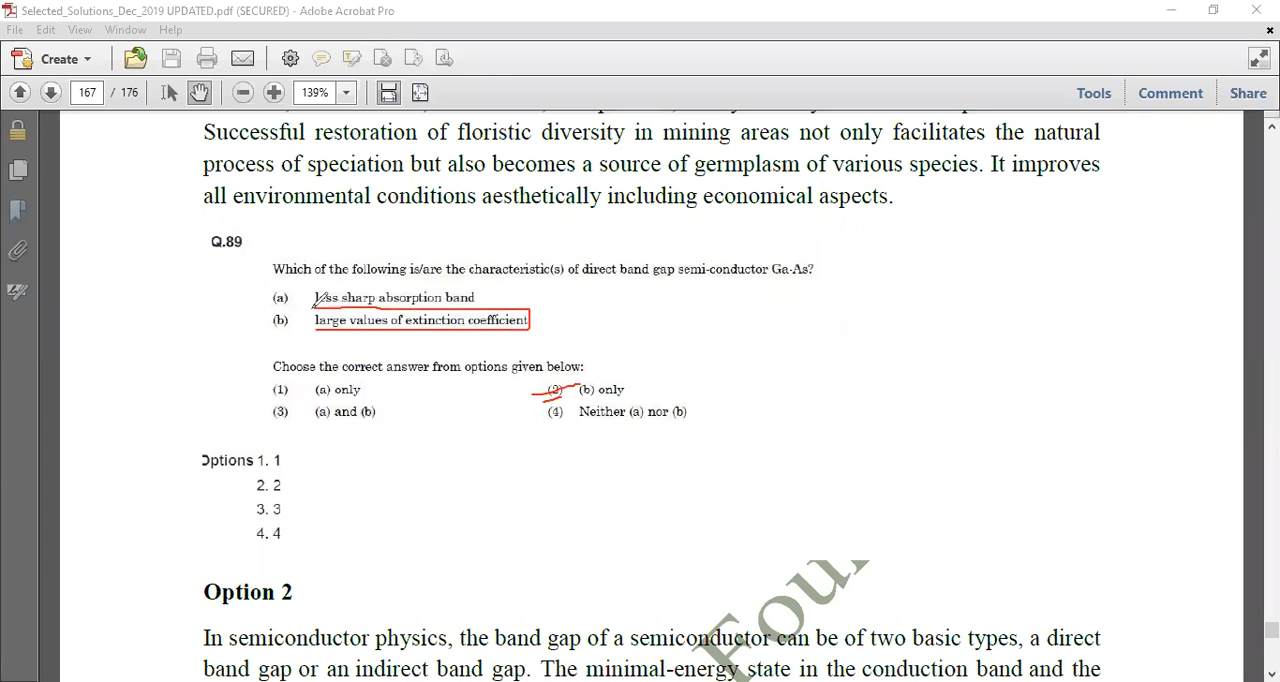 Selected_Solutions_Dec_2019 UPDATED.pdf (SECURED) - Adobe Acrobat Pro
File Edit View Window Help
Create
167 / 176 139% Tools Comment Share
Successful restoration of floristic diversity in mining areas not only facilitates the natural
process of speciation but also becomes a source of germplasm of various species. It improves
all environmental conditions aesthetically including economical aspects.
Q.89
Which of the following is/are the characteristic(s) of direct band gap semi-conductor Ga-As?
(a) less sharp absorption band
(b) large values of extinction coefficient
Choose the correct answer from options given below:
(1) (a) only (2) (b) only
(3) (a) and (b) (4) Neither (a) nor (b)
Options 1. 1
2. 2
3. 3
4. 4
Option 2
In semiconductor physics, the band gap of a semiconductor can be of two basic types, a direct
band gap or an indirect band gap. The minimal-energy state in the conduction band and the